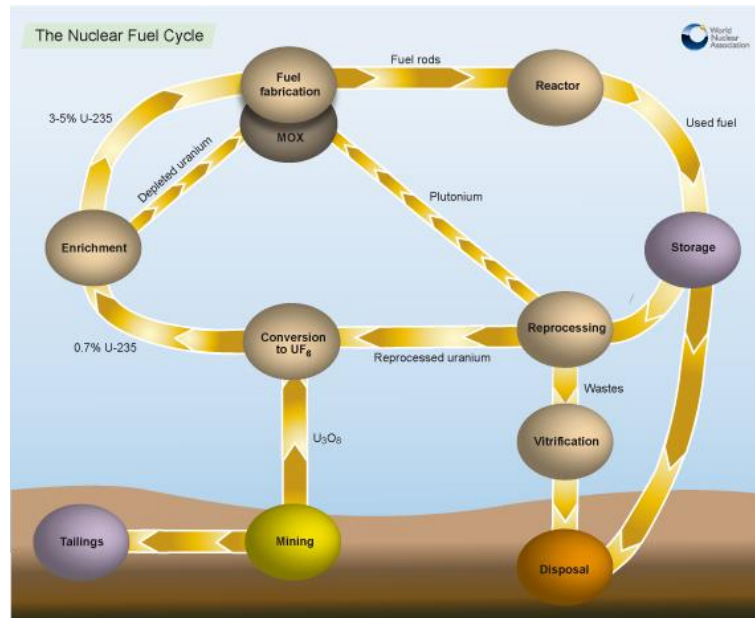 The Nuclear Fuel Cycle
World
Nuclear
Association
Fuel
fabrication
Fuel rods
Reactor
3-5% U-235
MOX
Used fuel
Depleted uranium
Plutonium
Enrichment
Storage
0.7% U-235
Conversion
to UF₆
Reprocessed uranium
Reprocessing
Wastes
U₃O₈
Vitrification
Tailings
Mining
Disposal